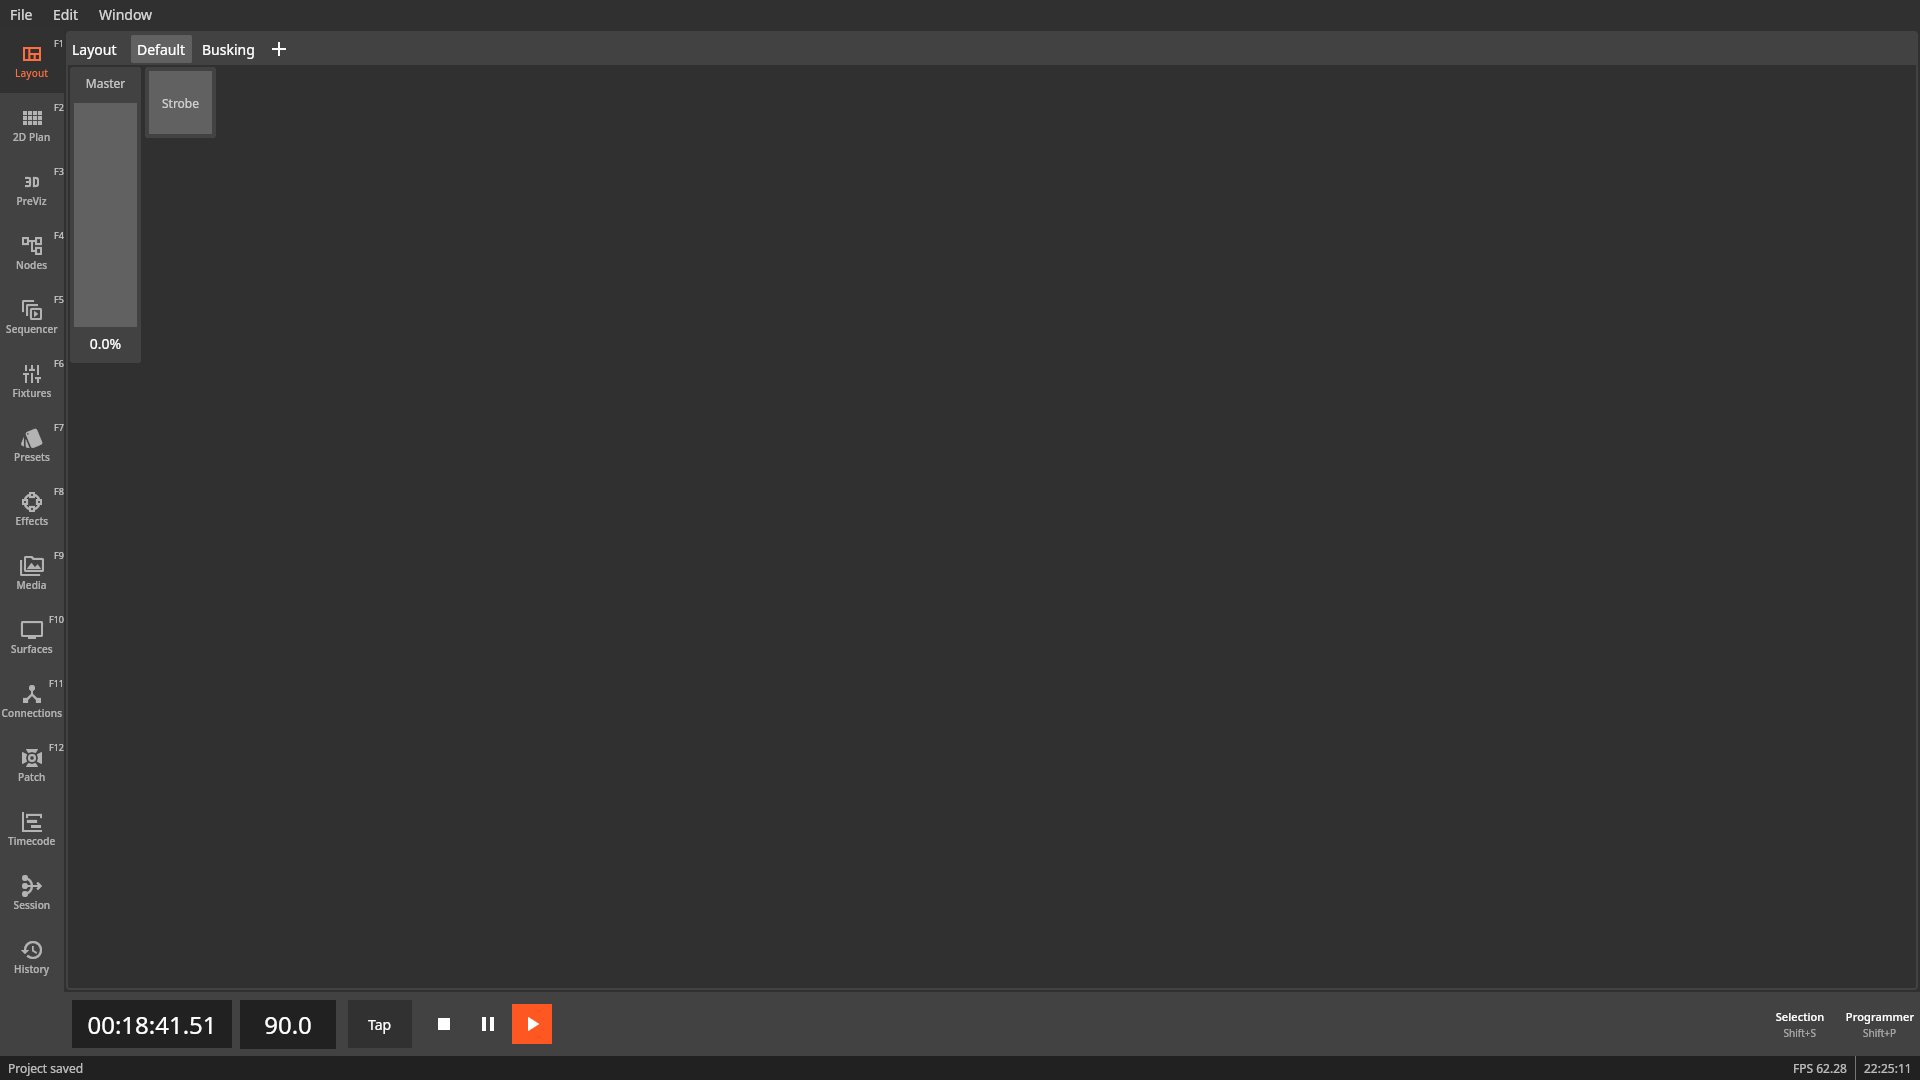 File Edit Window
F1
Layout
F2
2D Plan
F3
3D
PreViz
F4
Nodes
F5
Sequencer
F6
Fixtures
F7
Presets
F8
Effects
F9
Media
F10
Surfaces
F11
Connections
F12
Patch
Timecode
Session
History
Layout Default Busking
Master
0.0%
Strobe
00:18:41.51 90.0 Tap
Selection
Shift+S
Programmer
Shift+P
Project saved
FPS 62.28 22:25:11